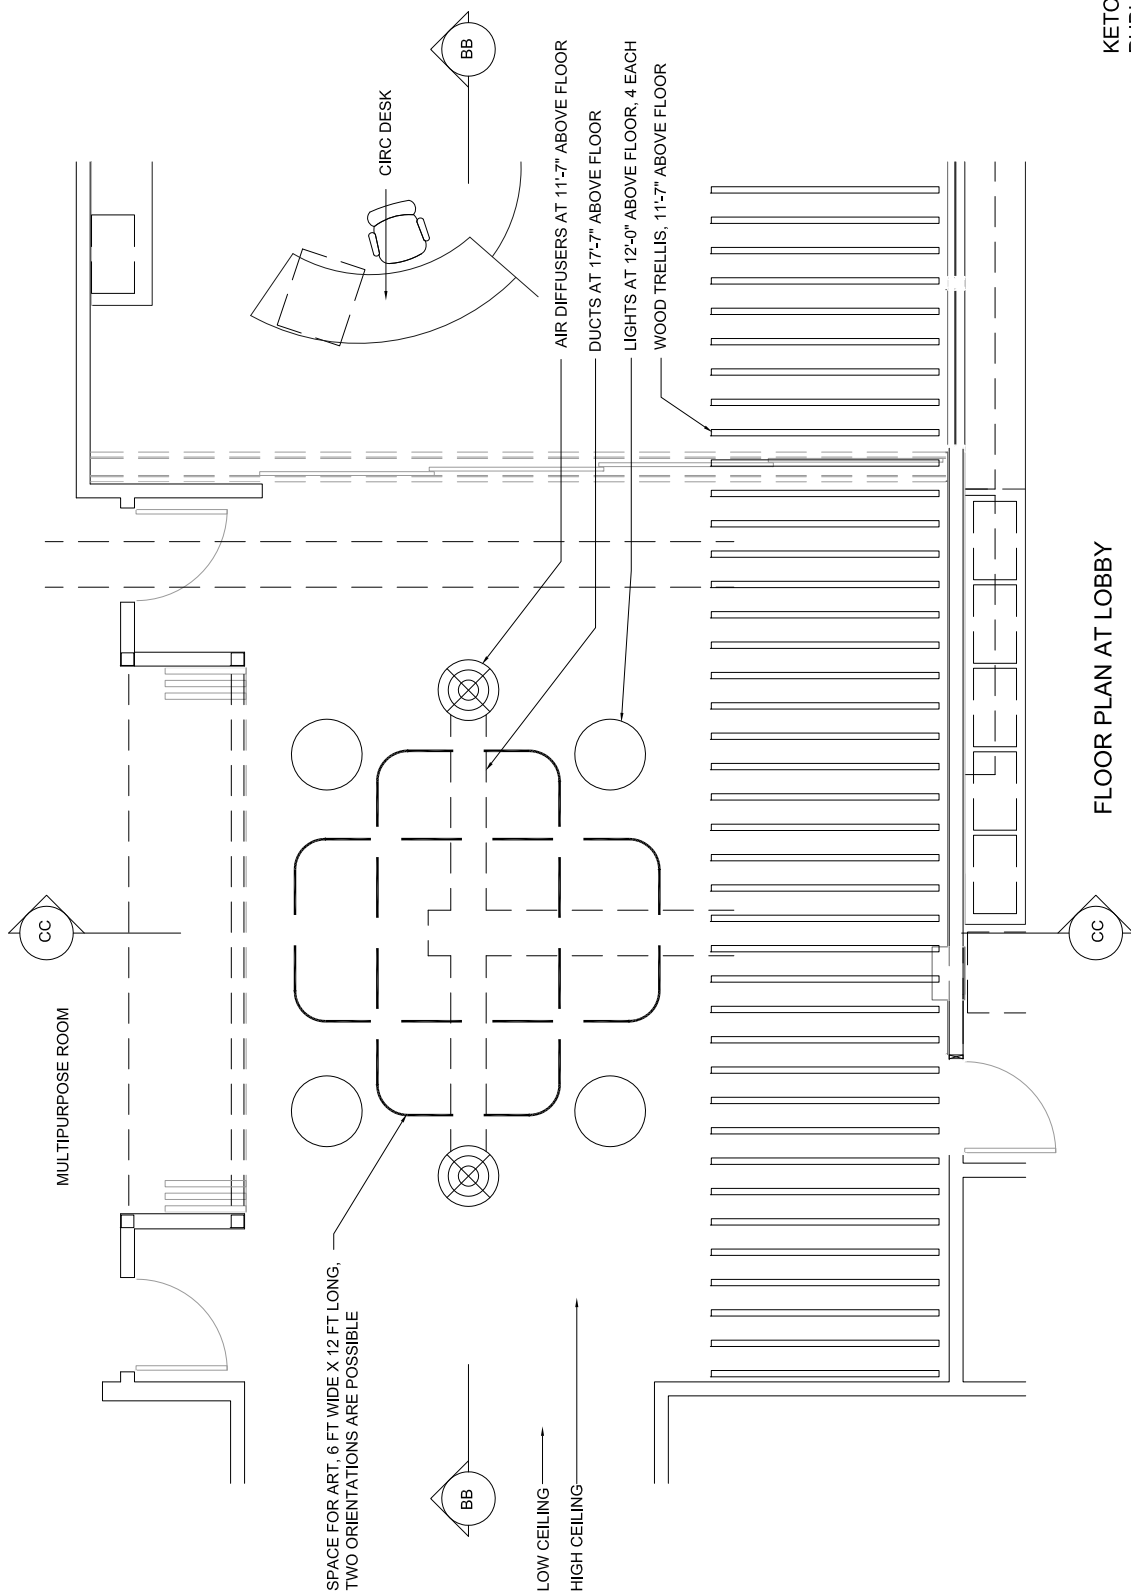 MULTIPURPOSE ROOM
CC
SPACE FOR ART, 6 FT WIDE X 12 FT LONG,
TWO ORIENTATIONS ARE POSSIBLE
CIRC DESK
BB
BB
LOW CEILING
HIGH CEILING
AIR DIFFUSERS AT 11'-7" ABOVE FLOOR
DUCTS AT 17'-7" ABOVE FLOOR
LIGHTS AT 12'-0" ABOVE FLOOR, 4 EACH
WOOD TRELLIS, 11'-7" ABOVE FLOOR
CC
FLOOR PLAN AT LOBBY
KETC